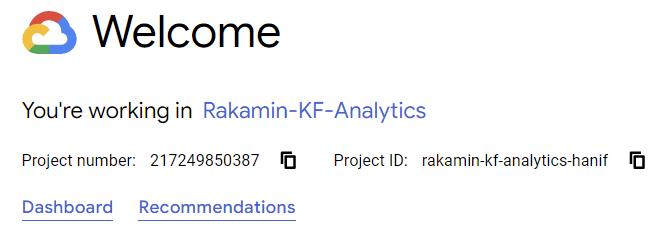 Welcome
You're working in Rakamin-KF-Analytics
Project number: 217249850387 Project ID: rakamin-kf-analytics-hanif
Dashboard Recommendations